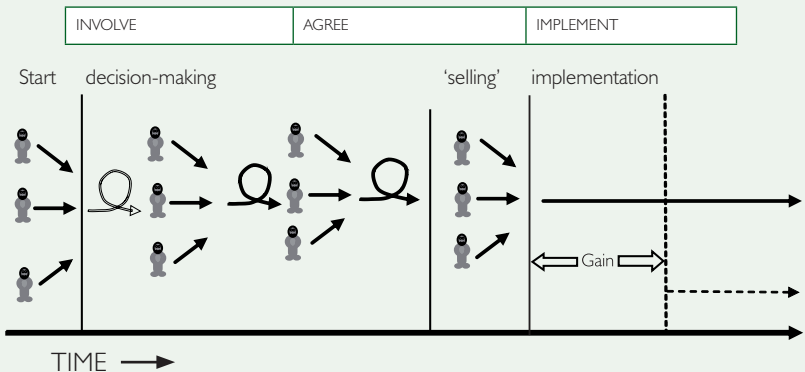 INVOLVE AGREE IMPLEMENT
Start decision-making ‘selling’ implementation
Gain
TIME